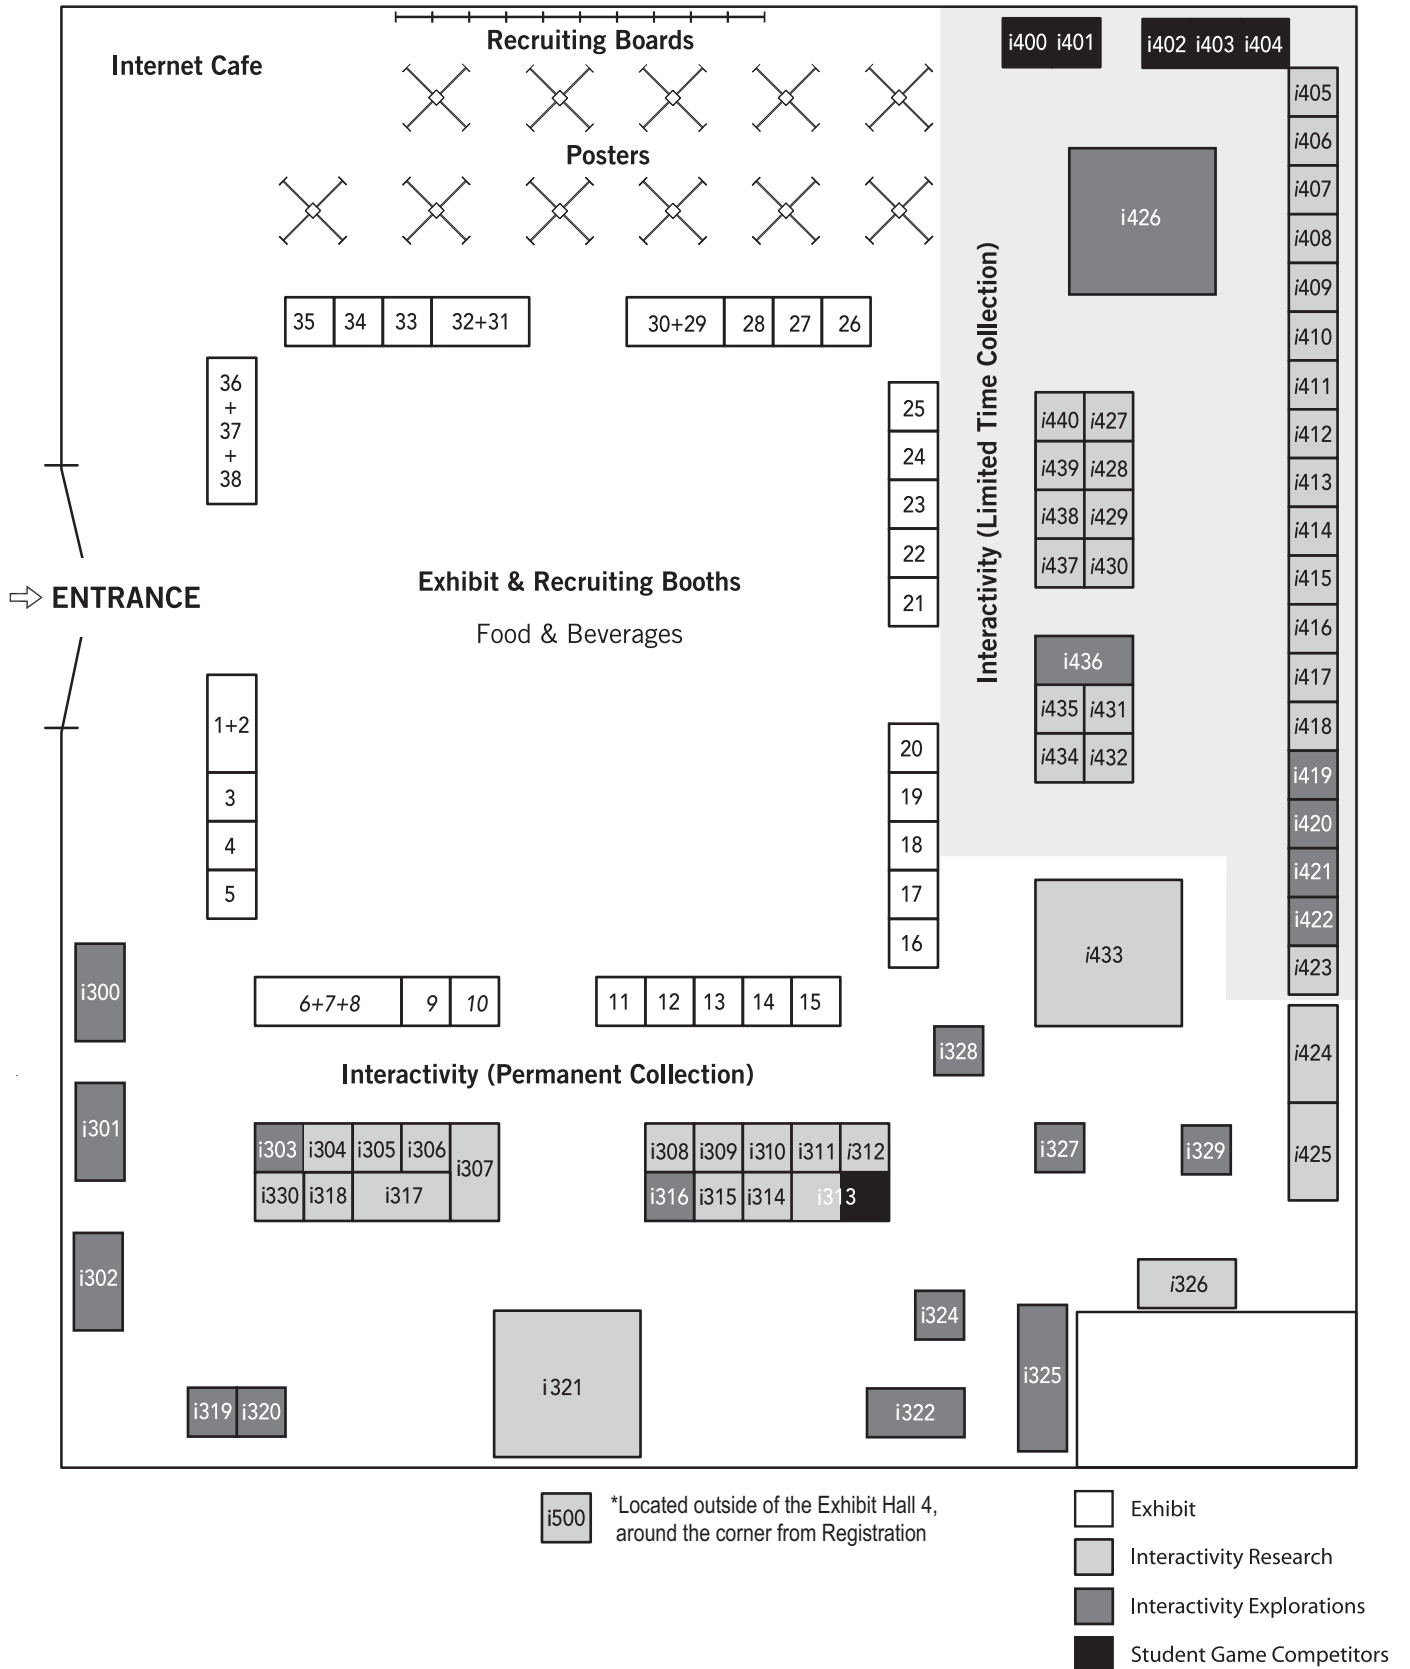 Recruiting Boards
Internet Cafe
Posters
i400 i401
i402 i403 i404
i405
i406
i407
i408
i409
i410
i411
i412
i413
i414
i415
i416
i417
i418
i419
i420
i421
i422
i423
i424
i425
i426
Interactivity (Limited Time Collection)
35 34 33 32+31
30+29 28 27 26
36
+
37
+
38
25
24
23
22
21
i440 i427
i439 i428
i438 i429
i437 i430
ENTRANCE
Exhibit & Recruiting Booths
Food & Beverages
i436
i435 i431
i434 i432
1+2
3
4
5
20
19
18
17
16
i433
i300
i301
i302
6+7+8 9 10
11 12 13 14 15
i328
Interactivity (Permanent Collection)
i303 i304 i305 i306 i307
i330 i318 i317
i308 i309 i310 i311 i312
i316 i315 i314 i313
i327
i329
i326
i324
i325
i321
i322
i319 i320
i500
*Located outside of the Exhibit Hall 4,
around the corner from Registration
Exhibit
Interactivity Research
Interactivity Explorations
Student Game Competitors